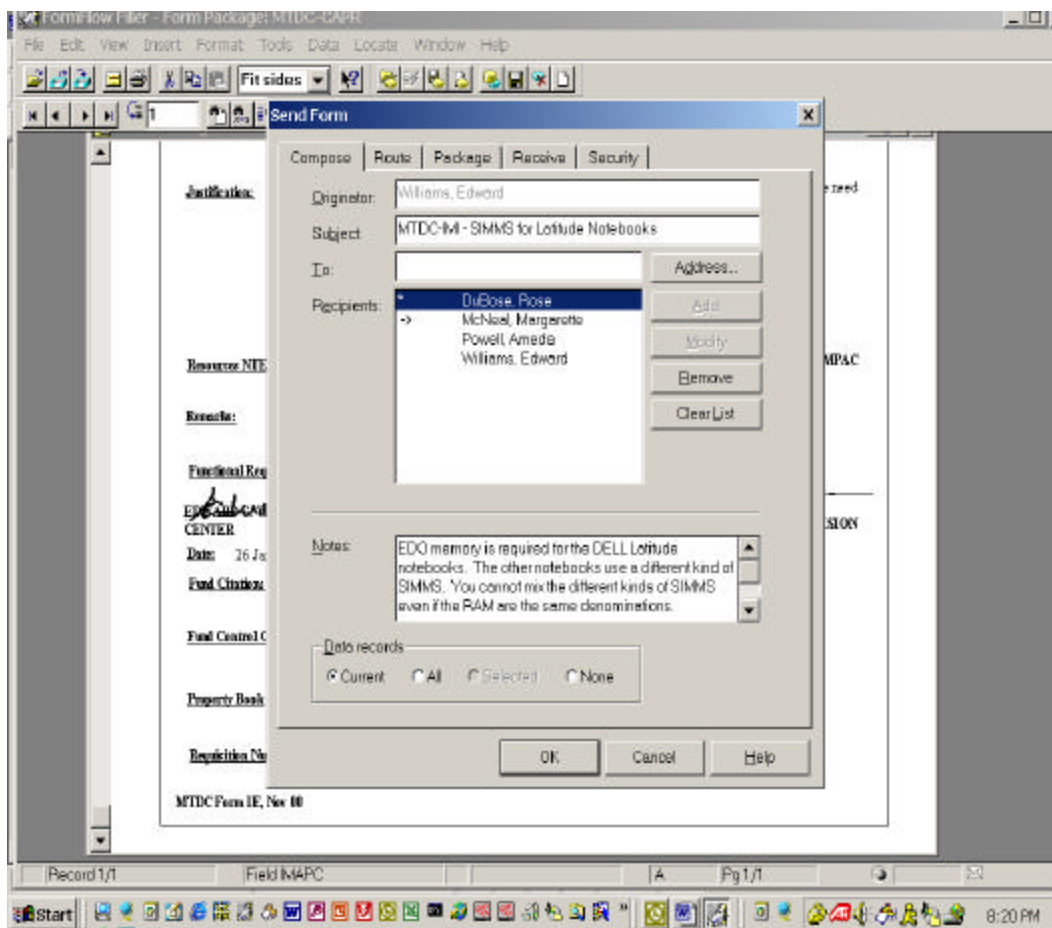 FormFlow Filler - Form Package: MTDC-CAPR
File Edit View Insert Format Tools Data Locate Window Help
Fit sides
1
Send Form
Compose Route Package Receive Security
Justification:
e need
Originator: Williams, Edward
Subject: MTDC-IMI - SIMMS for Latitude Notebooks
To:
Address...
Recipients:
* DuBose, Rose
-> McNeal, Margarette
Powell, Ameda
Williams, Edward
Add
Modify
Remove
Clear List
Resources NTE
MPAC
Remarks:
Functional Req
CENTER
SION
Date: 26 Ja
Fund Citation:
Notes:
EDO memory is required for the DELL Latitude
notebooks. The other notebooks use a different kind of
SIMMS. You cannot mix the different kinds of SIMMS
even if the RAM are the same denominations.
Fund Control O
Data records
Current All Selected None
Property Book
Requisition Nu
OK Cancel Help
MTDC Form 1E, Nov 00
Record 1/1 Field IMAPC A Pg 1/1
Start 8:20 PM